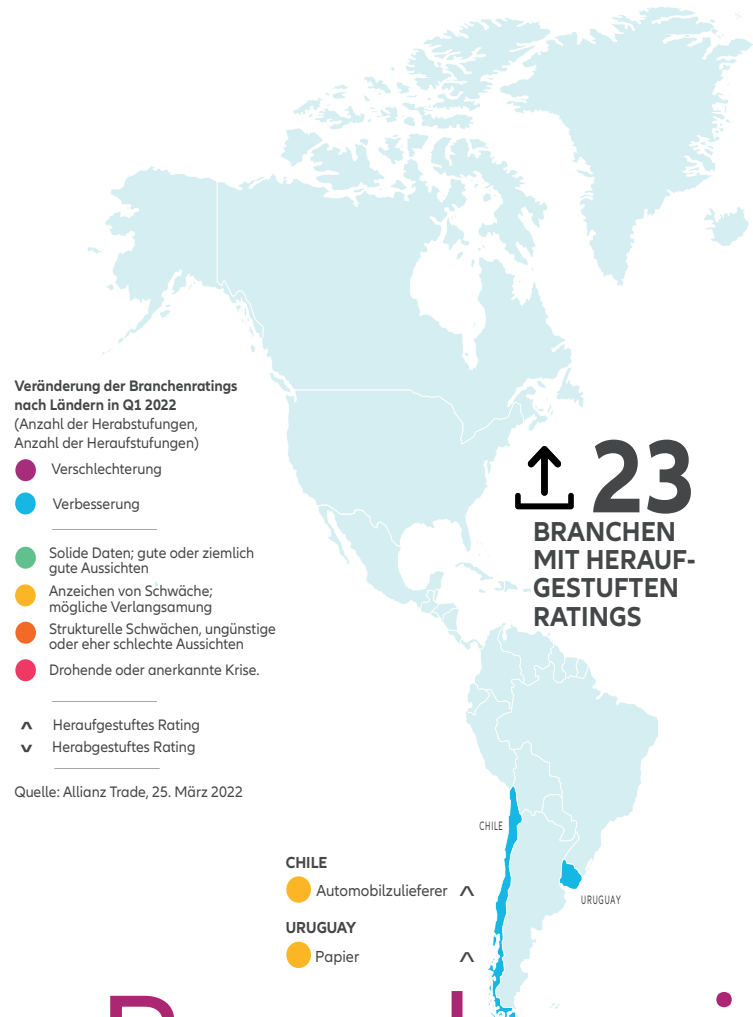 Veränderung der Branchenratings
nach Ländern in Q1 2022
(Anzahl der Herabstufungen,
Anzahl der Heraufstufungen)
Verschlechterung
Verbesserung
Solide Daten; gute oder ziemlich
gute Aussichten
Anzeichen von Schwäche;
mögliche Verlangsamung
Strukturelle Schwächen, ungünstige
oder eher schlechte Aussichten
Drohende oder anerkannte Krise.
Heraufgestuftes Rating
Herabgestuftes Rating
Quelle: Allianz Trade, 25. März 2022
23
BRANCHEN
MIT HERAUF-
GESTUFTEN
RATINGS
CHILE
URUGUAY
CHILE
Automobilzulieferer
URUGUAY
Papier